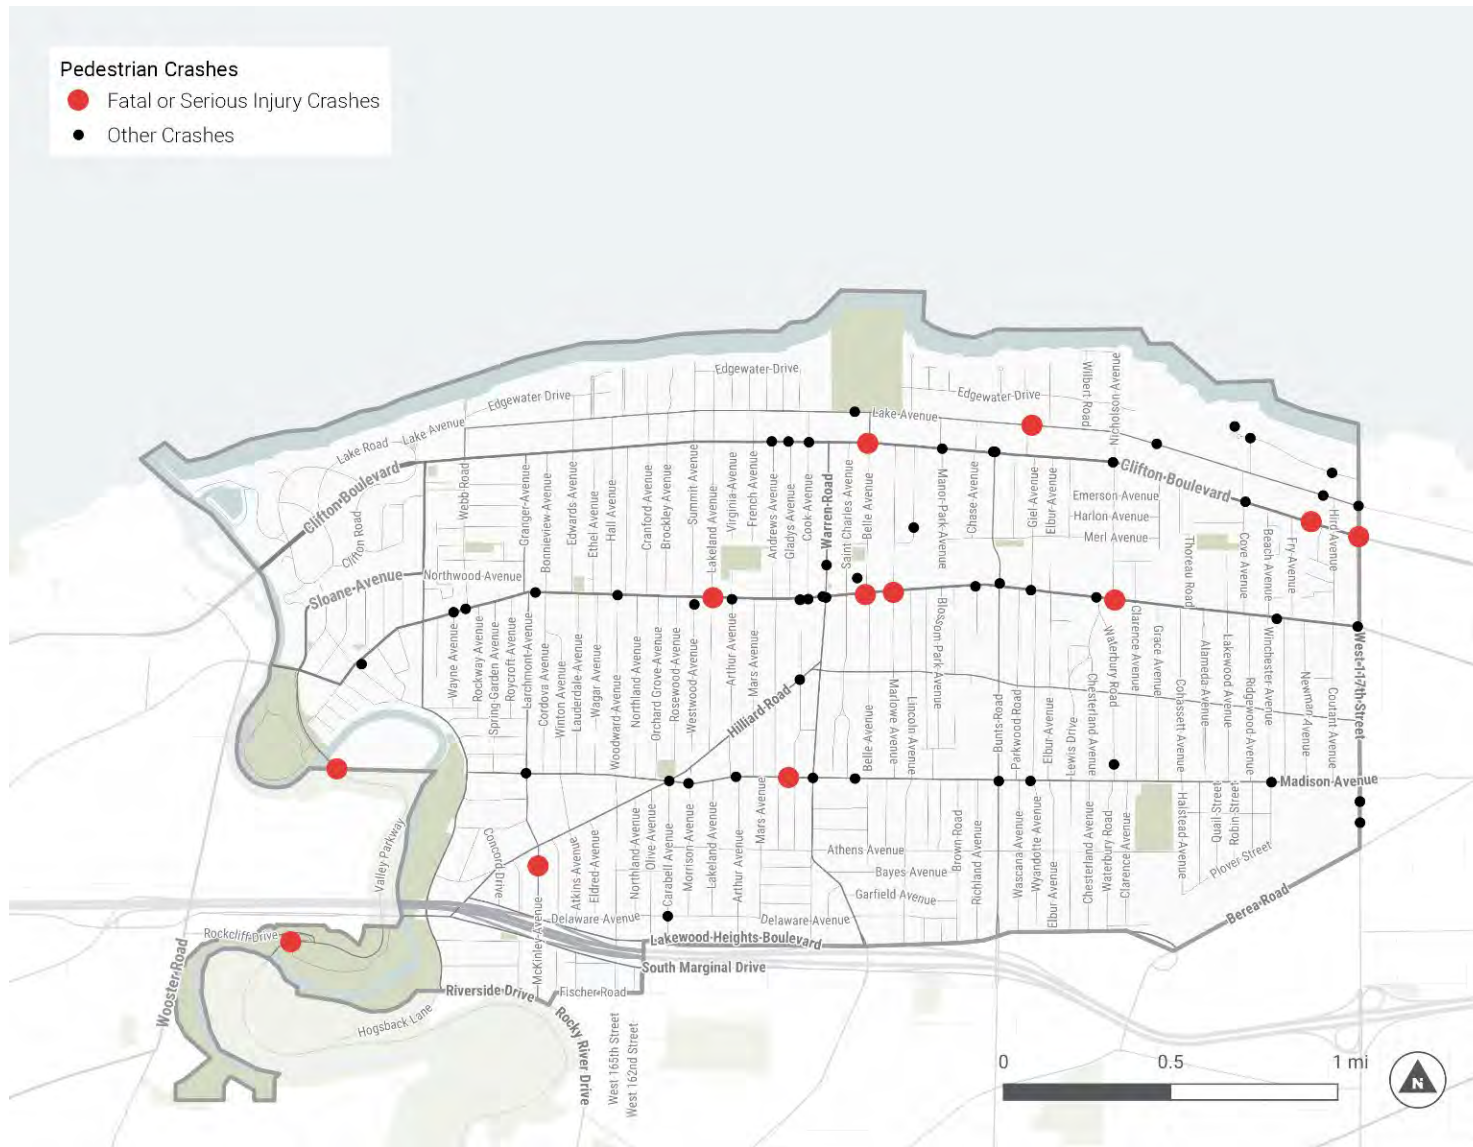 Pedestrian Crashes
Fatal or Serious Injury Crashes
Other Crashes
Edgewater Drive
Edgewater Drive
Edgewater Drive
Lake Avenue
Lake Road
Lake Avenue
Wilbert Road
Nicholson Avenue
Clifton Boulevard
Clifton Boulevard
Clifton Road
Webb Road
Granger Avenue
Bonnieview Avenue
Edwards Avenue
Ethel Avenue
Hall Avenue
Cranford Avenue
Brockley Avenue
Summit Avenue
Lakeland Avenue
Virginia Avenue
French Avenue
Andrews Avenue
Gladys Avenue
Cook Avenue
Warren Road
Saint Charles Avenue
Belle Avenue
Manor Park Avenue
Chase Avenue
Giel Avenue
Elbur Avenue
Emerson Avenue
Harlon Avenue
Merl Avenue
Thoreau Road
Cove Avenue
Beach Avenue
Fry Avenue
Hird Avenue
Northwood Avenue
Sloane Avenue
Wayne Avenue
Rockway Avenue
Spring Garden Avenue
Roycroft Avenue
Larchmont Avenue
Cordova Avenue
Winton Avenue
Lauderdale Avenue
Wagar Avenue
Woodward Avenue
Northland Avenue
Orchard Grove Avenue
Rosewood Avenue
Westwood Avenue
Arthur Avenue
Mars Avenue
Hilliard Road
Belle Avenue
Marlowe Avenue
Lincoln Avenue
Blossom Park Avenue
Bunts Road
Parkwood Road
Elbur Avenue
Lewis Drive
Chesterland Avenue
Waterbury Road
Clarence Avenue
Grace Avenue
Cohassett Avenue
Alameda Avenue
Lakewood Avenue
Ridgewood Avenue
Winchester Avenue
Newman Avenue
Coutant Avenue
West 117th Street
Madison Avenue
Valley Parkway
Concord Drive
McKinley Avenue
Atkins Avenue
Eldred Avenue
Northland Avenue
Olive Avenue
Carabell Avenue
Morrison Avenue
Lakeland Avenue
Arthur Avenue
Mars Avenue
Athens Avenue
Bayes Avenue
Garfield Avenue
Brown Road
Richland Avenue
Wascana Avenue
Wyandotte Avenue
Elbur Avenue
Chesterland Avenue
Waterbury Road
Clarence Avenue
Halstead Avenue
Quail Street
Robin Street
Plover Street
Berea Road
Delaware Avenue
Delaware Avenue
Lakewood Heights Boulevard
South Marginal Drive
Rockcliff Drive
Wooster Road
Hogsback Lane
Riverside Drive
Fischer Road
Rocky River Drive
West 165th Street
West 162nd Street
0 0.5 1 mi
N